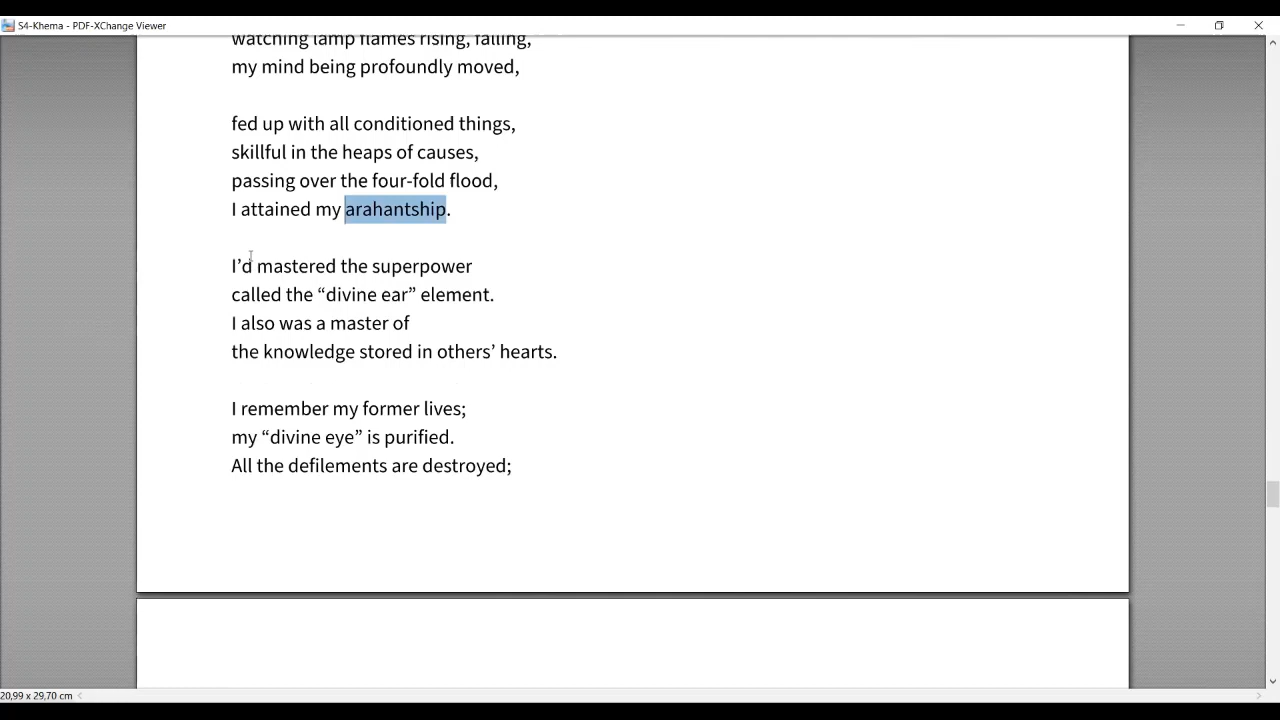 S4-Khema - PDF-XChange Viewer
watching lamp flames rising, falling,
my mind being profoundly moved,
fed up with all conditioned things,
skillful in the heaps of causes,
passing over the four-fold flood,
I attained my arahantship.
I’d mastered the superpower
called the “divine ear” element.
I also was a master of
the knowledge stored in others’ hearts.
I remember my former lives;
my “divine eye” is purified.
All the defilements are destroyed;
20,99 x 29,70 cm